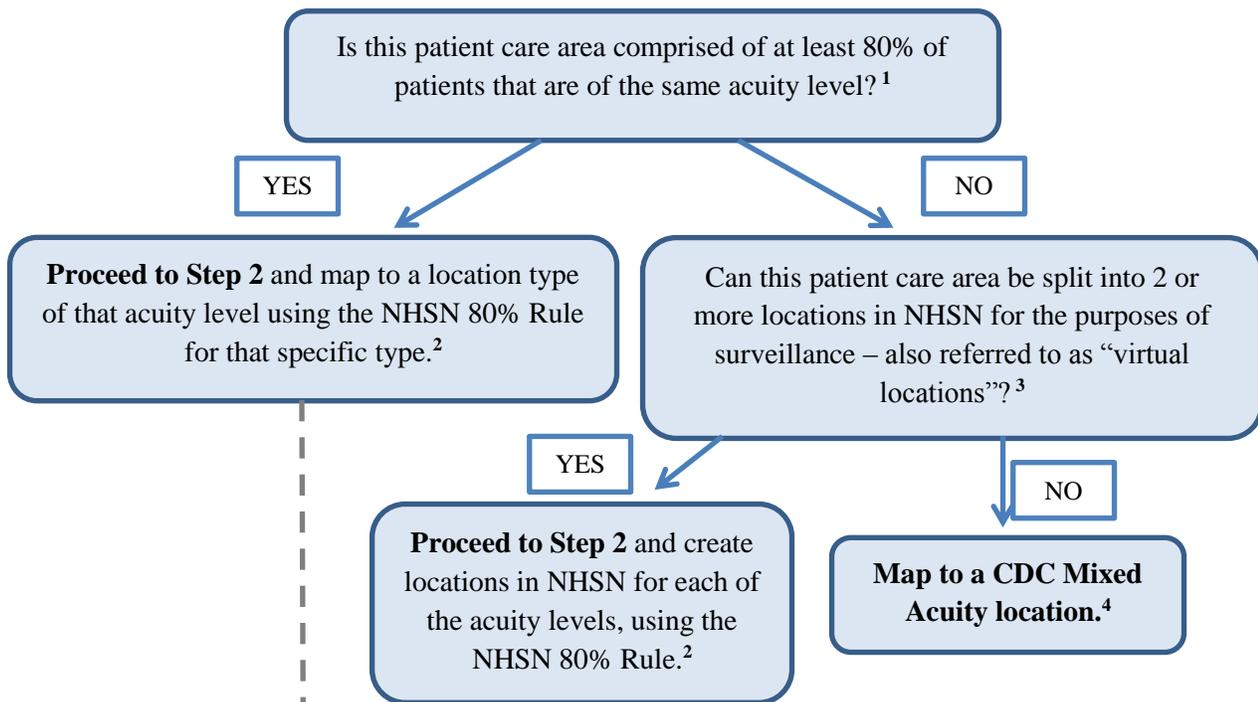 Is this patient care area comprised of at least 80% of
patients that are of the same acuity level? 1
YES
NO
Proceed to Step 2 and map to a location type
of that acuity level using the NHSN 80% Rule
for that specific type.2
Can this patient care area be split into 2 or
more locations in NHSN for the purposes of
surveillance – also referred to as “virtual
locations”? 3
YES
NO
Proceed to Step 2 and create
locations in NHSN for each of
the acuity levels, using the
NHSN 80% Rule.2
Map to a CDC Mixed
Acuity location.4